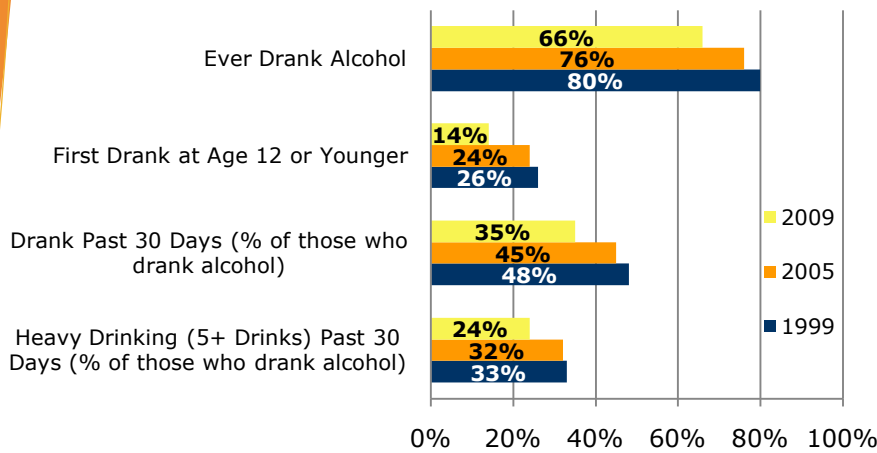 Ever Drank Alcohol
66%
76%
80%
First Drank at Age 12 or Younger
14%
24%
26%
Drank Past 30 Days (% of those who
drank alcohol)
35%
45%
48%
Heavy Drinking (5+ Drinks) Past 30
Days (% of those who drank alcohol)
24%
32%
33%
2009
2005
1999
0% 20% 40% 60% 80% 100%